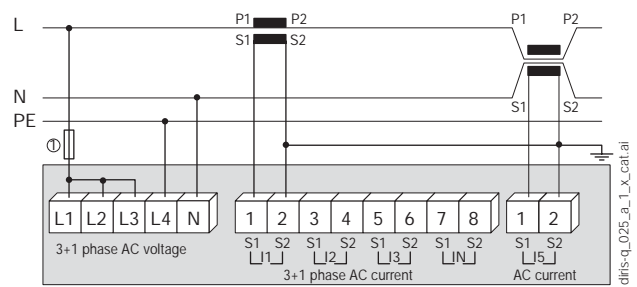 L P1 P2 P1 P2
S1 S2
N
S1 S2
PE
①
L1 L2 L3 L4 N 1 2 3 4 5 6 7 8 1 2
S1 S2 S1 S2 S1 S2 S1 S2 S1 S2
I1 I2 I3 IN I5
3+1 phase AC voltage
3+1 phase AC current
AC current
diris-q_025_a_1_x_cat.ai